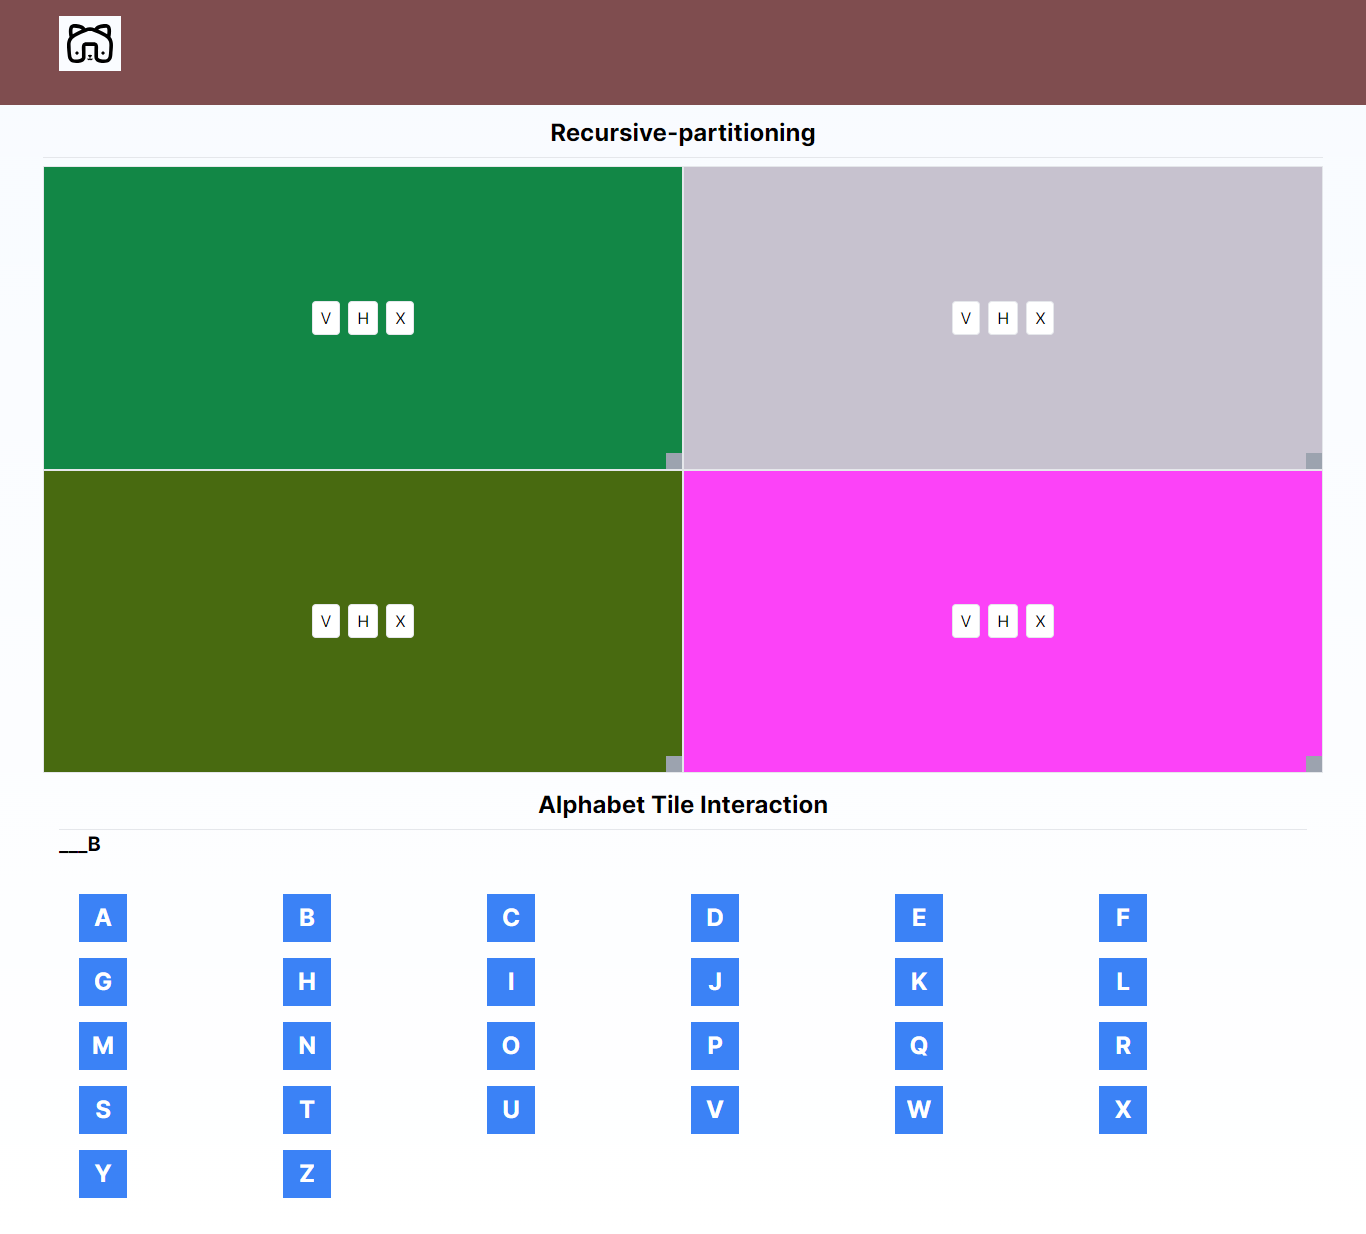 Recursive-partitioning
V H X V H X
V H X V H X
Alphabet Tile Interaction
___B
A B C D E F
G H I J K L
M N O P Q R
S T U V W X
Y Z